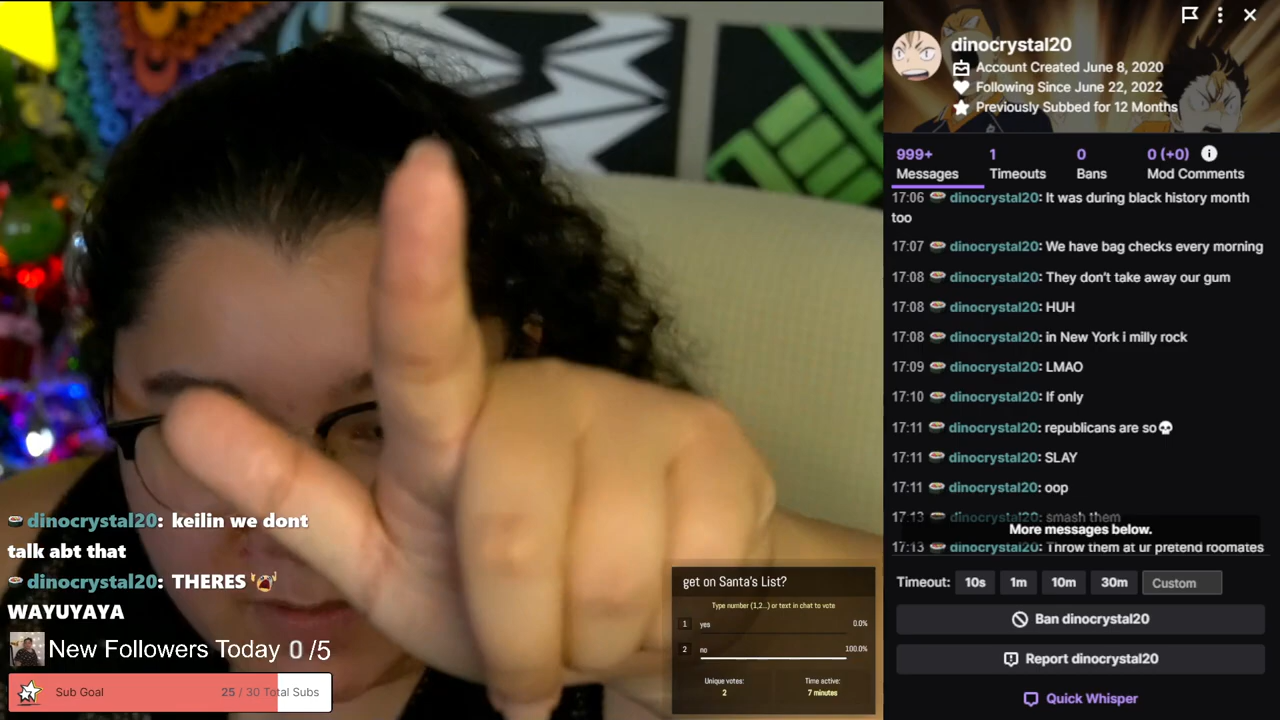 dinocrystal20
Account Created June 8, 2020
Following Since June 22, 2022
Previously Subbed for 12 Months
999+ 1 0 0 (+0)
Messages Timeouts Bans Mod Comments
17:06 dinocrystal20: It was during black history month
too
17:07 dinocrystal20: We have bag checks every morning
17:08 dinocrystal20: They don't take away our gum
17:08 dinocrystal20: HUH
17:08 dinocrystal20: in New York i milly rock
17:09 dinocrystal20: LMAO
17:10 dinocrystal20: If only
17:11 dinocrystal20: republicans are so💀
17:11 dinocrystal20: SLAY
17:11 dinocrystal20: oop
17:13 dinocrystal20: smash them
More messages below.
17:13 dinocrystal20: Throw them at ur pretend roomates
Timeout: 10s 1m 10m 30m Custom
Ban dinocrystal20
Report dinocrystal20
Quick Whisper
dinocrystal20: keilin we dont
talk abt that
dinocrystal20: THERES
WAYUYAYA
New Followers Today 0 /5
Sub Goal 25 / 30 Total Subs
get on Santa's List?
Type number (1,2...) or text in chat to vote
1 yes 0.0%
2 no 100.0%
Unique votes: Time active:
2 7 minutes